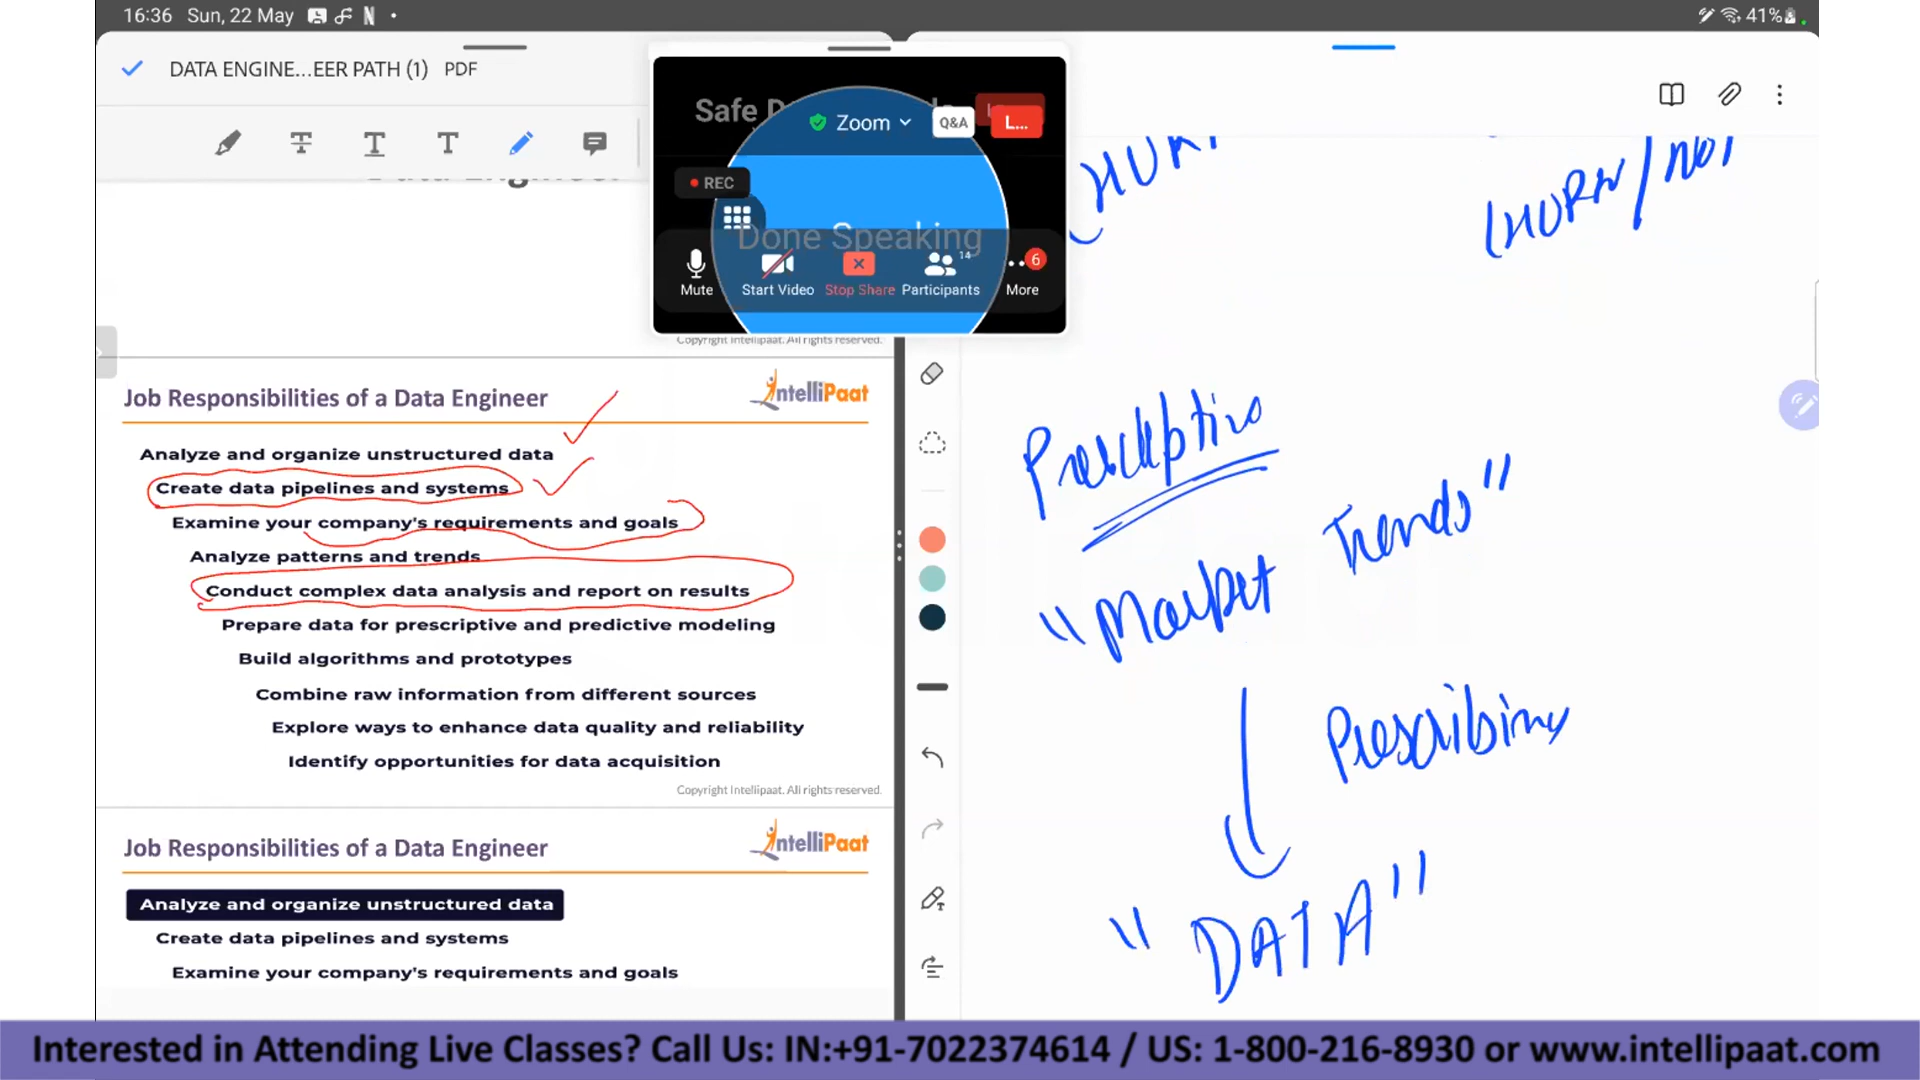 16:36 Sun, 22 May
41%
DATA ENGINE...EER PATH (1) PDF
Zoom
Q&A
L...
REC
Done Speaking
14
6
Mute
Start Video
Stop Share
Participants
More
Copyright Intellipaat. All rights reserved.
Job Responsibilities of a Data Engineer
IntelliPaat
Analyze and organize unstructured data
Create data pipelines and systems
Examine your company's requirements and goals
Analyze patterns and trends
Conduct complex data analysis and report on results
Prepare data for prescriptive and predictive modeling
Build algorithms and prototypes
Combine raw information from different sources
Explore ways to enhance data quality and reliability
Identify opportunities for data acquisition
Copyright Intellipaat. All rights reserved.
Job Responsibilities of a Data Engineer
IntelliPaat
Analyze and organize unstructured data
Create data pipelines and systems
Examine your company's requirements and goals
"Market Trends"
Prescribing
"DATA"
Interested in Attending Live Classes? Call Us: IN:+91-7022374614 / US: 1-800-216-8930 or www.intellipaat.com